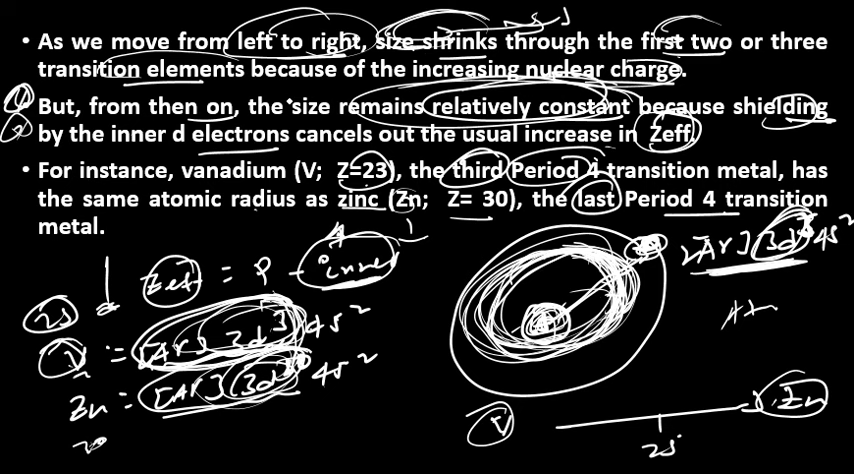 • As we move from left to right, size shrinks through the first two or three
transition elements because of the increasing nuclear charge.
But, from then on, the size remains relatively constant because shielding
by the inner d electrons cancels out the usual increase in Zeff.
• For instance, vanadium (V; Z=23), the third Period 4 transition metal, has
the same atomic radius as zinc (Zn; Z= 30), the last Period 4 transition
metal.
Zeff = P - inner
[Ar] 3d 4s²
V = [Ar] 3d³ 4s²
Zn = [Ar] 3d¹⁰ 4s²
V
Zn